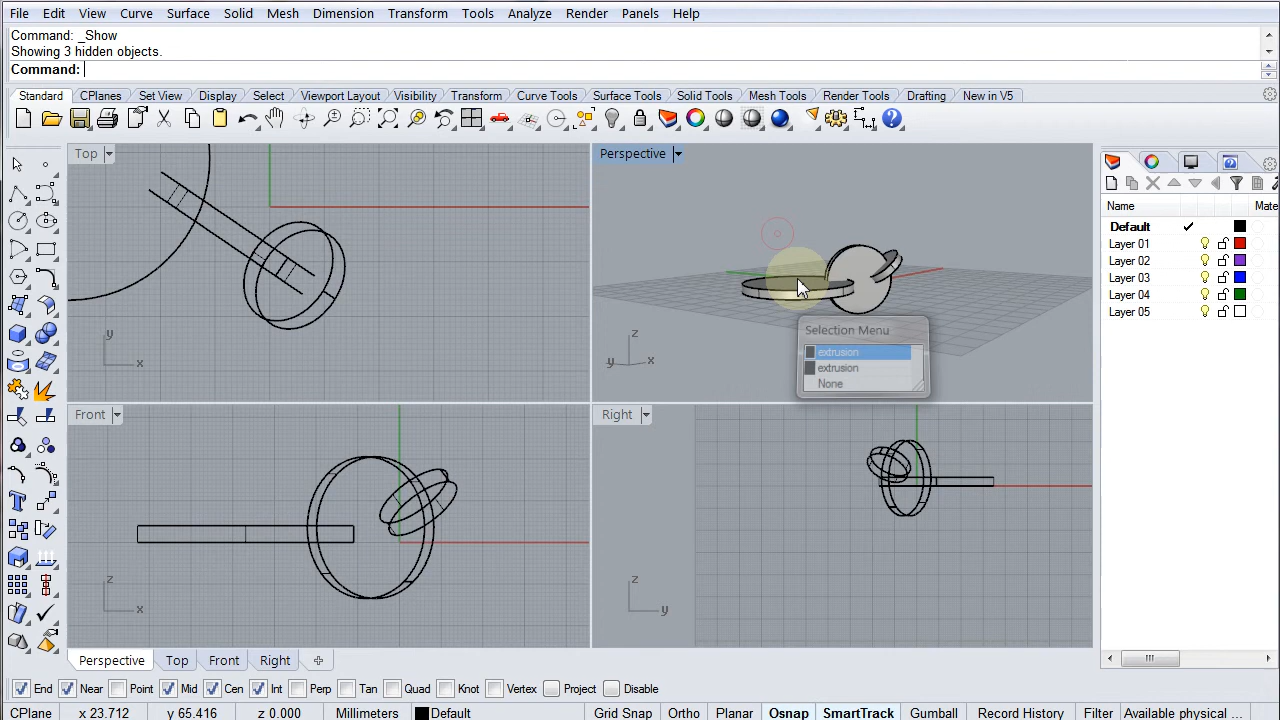 File Edit View Curve Surface Solid Mesh Dimension Transform Tools Analyze Render Panels Help
Command: _Show
Showing 3 hidden objects.
Command:
Standard CPlanes Set View Display Select Viewport Layout Visibility Transform Curve Tools Surface Tools Solid Tools Mesh Tools Render Tools Drafting New in V5
Top
Perspective
Name Mate
Default
Layer 01
Layer 02
Layer 03
Layer 04
Layer 05
y
x
z
y x
Selection Menu
extrusion
extrusion
None
Front
Right
z
x
z
y
Perspective Top Front Right
End Near Point Mid Cen Int Perp Tan Quad Knot Vertex Project Disable
CPlane x 23.712 y 65.416 z 0.000 Millimeters Default Grid Snap Ortho Planar Osnap SmartTrack Gumball Record History Filter Available physical ...